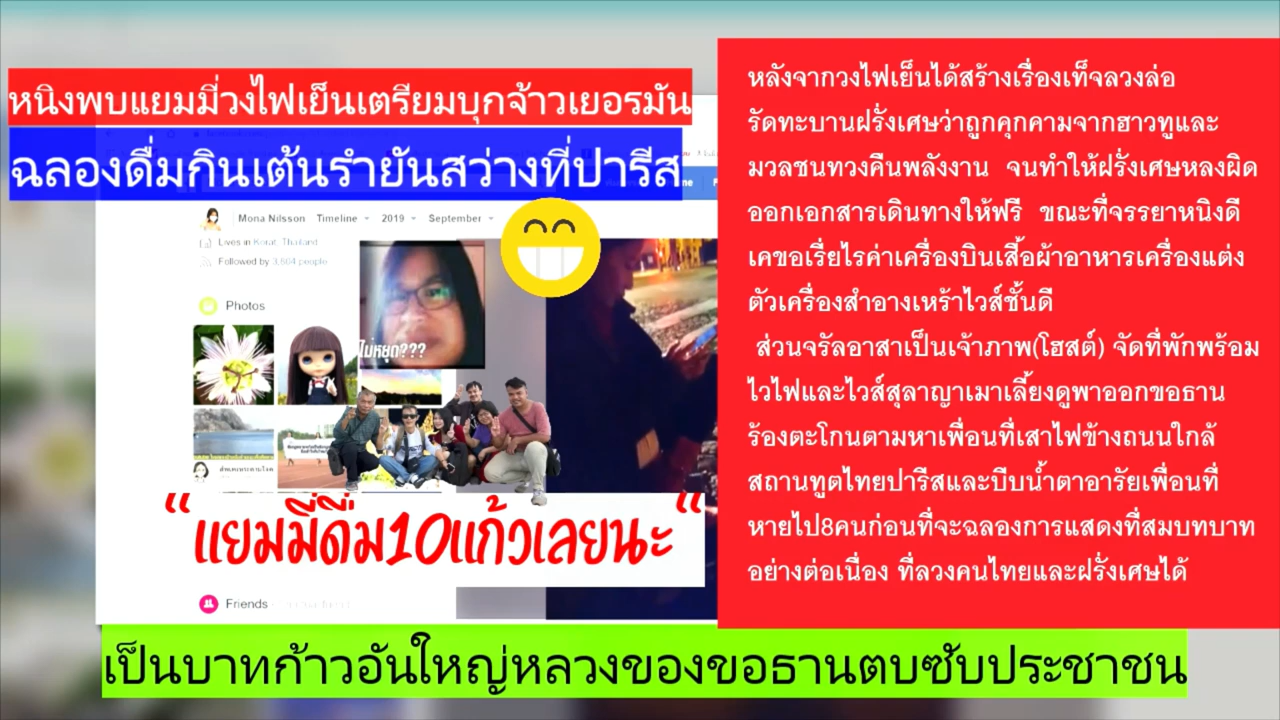 หนิงพบแยมมี่วงไฟเย็นเตรียมบุกจ้าวเยอรมัน
ฉลองดื่มกินเต้นรำยันสว่างที่ปารีส
Mona Nilsson Timeline 2019 September
Lives in Korat, Thailand
Followed by 3,804 people
Photos
ไม่หยุด???
“แยมมี่ดื่ม10แก้วเลยนะ“
Friends
หลังจากวงไฟเย็นได้สร้างเรื่องเท็จลวงล่อ
รัดทะบานฝรั่งเศษว่าถูกคุกคามจากฮาวทูและ
มวลชนทวงคืนพลังงาน จนทำให้ฝรั่งเศษหลงผิด
ออกเอกสารเดินทางให้ฟรี ขณะที่จรรยาหนิงดี
เคขอเรี่ยไรค่าเครื่องบินเสื้อผ้าอาหารเครื่องแต่ง
ตัวเครื่องสำอางเหร้าไวส์ชั้นดี
ส่วนจรัลอาสาเป็นเจ้าภาพ(โฮสต์) จัดที่พักพร้อม
ไวไฟและไวส์สุลาญาเมาเลี้ยงดูพาออกขอธาน
ร้องตะโกนตามหาเพื่อนที่เสาไฟข้างถนนใกล้
สถานทูตไทยปารีสและบีบน้ำตาอารัยเพื่อนที่
หายไป8คนก่อนที่จะฉลองการแสดงที่สมบทบาท
อย่างต่อเนื่อง ที่ลวงคนไทยและฝรั่งเศษได้
เป็นบาทก้าวอันใหญ่หลวงของขอธานตบซับประชาชน